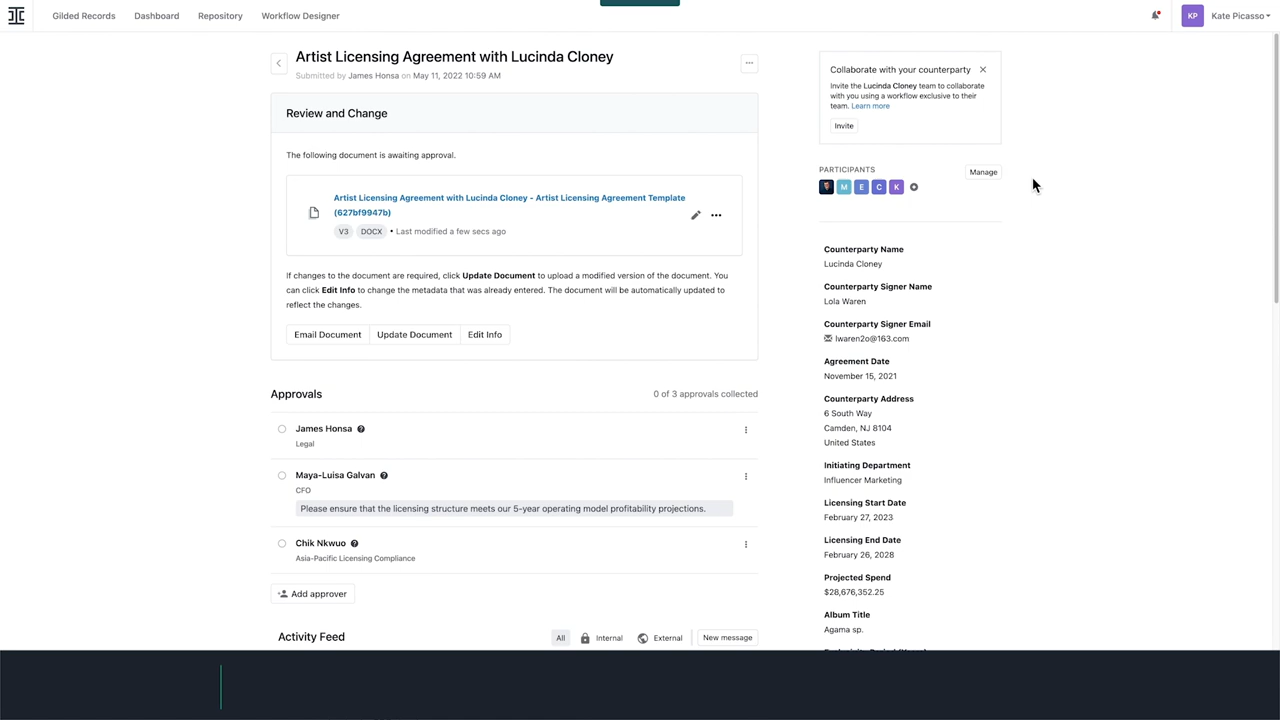 Gilded Records Dashboard Repository Workflow Designer KP Kate Picasso
Artist Licensing Agreement with Lucinda Cloney
Submitted by James Honsa on May 11, 2022 10:59 AM
Review and Change
The following document is awaiting approval.
Artist Licensing Agreement with Lucinda Cloney - Artist Licensing Agreement Template
(627bf9947b)
V3 DOCX • Last modified a few secs ago
If changes to the document are required, click Update Document to upload a modified version of the document. You
can click Edit Info to change the metadata that was already entered. The document will be automatically updated to
reflect the changes.
Email Document Update Document Edit Info
Approvals 0 of 3 approvals collected
James Honsa
Legal
Maya-Luisa Galvan
CFO
Please ensure that the licensing structure meets our 5-year operating model profitability projections.
Chik Nkwuo
Asia-Pacific Licensing Compliance
Add approver
Activity Feed All Internal External New message
Collaborate with your counterparty
Invite the Lucinda Cloney team to collaborate
with you using a workflow exclusive to their
team. Learn more
Invite
PARTICIPANTS Manage
M E C K
Counterparty Name
Lucinda Cloney
Counterparty Signer Name
Lola Waren
Counterparty Signer Email
lwaren2o@163.com
Agreement Date
November 15, 2021
Counterparty Address
6 South Way
Camden, NJ 8104
United States
Initiating Department
Influencer Marketing
Licensing Start Date
February 27, 2023
Licensing End Date
February 26, 2028
Projected Spend
$28,676,352.25
Album Title
Agama sp.